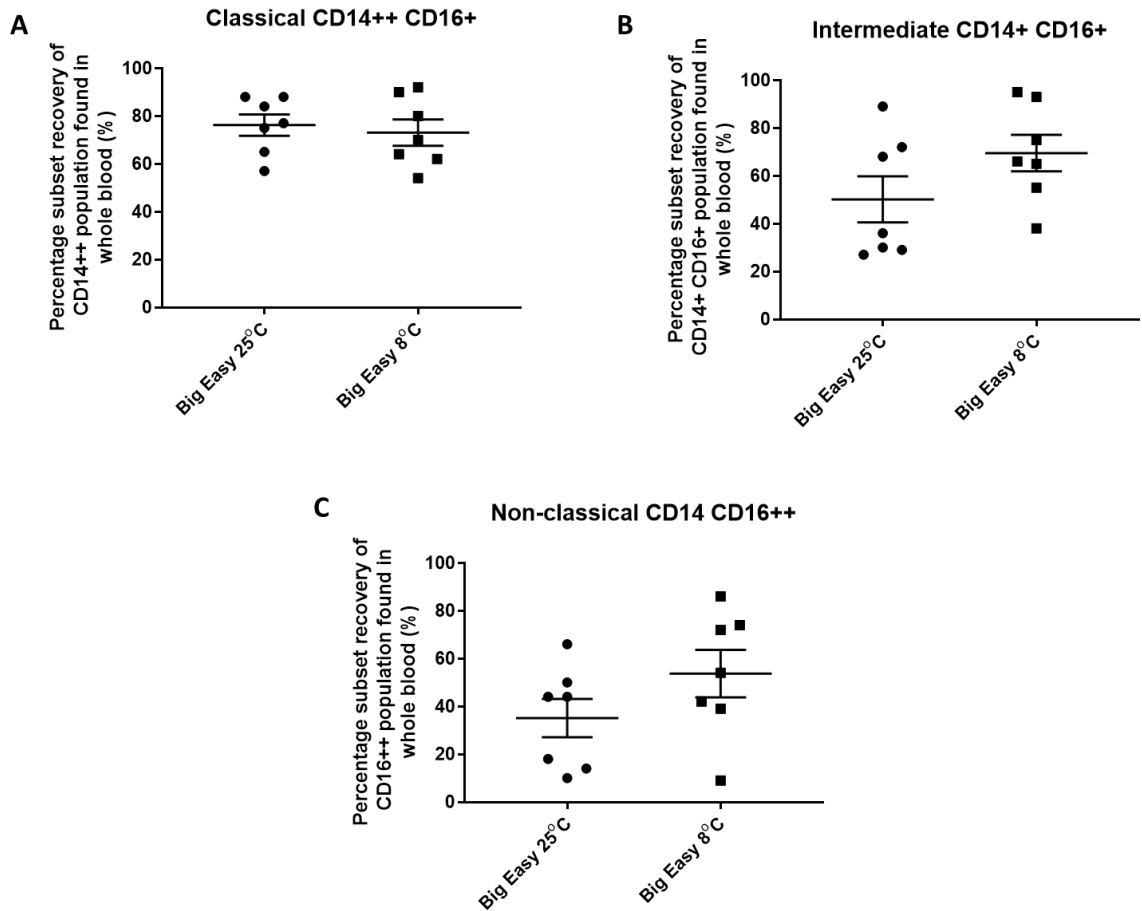 A
Classical CD14++ CD16+
Percentage subset recovery of
CD14++ population found in
whole blood (%)
100
80
60
40
20
0
Big Easy 25°C
Big Easy 8°C
B
Intermediate CD14+ CD16+
Percentage subset recovery of
CD14+ CD16+ population found in
whole blood (%)
100
80
60
40
20
0
Big Easy 25°C
Big Easy 8°C
C
Non-classical CD14 CD16++
Percentage subset recovery of
CD16++ population found in
whole blood (%)
100
80
60
40
20
0
Big Easy 25°C
Big Easy 8°C